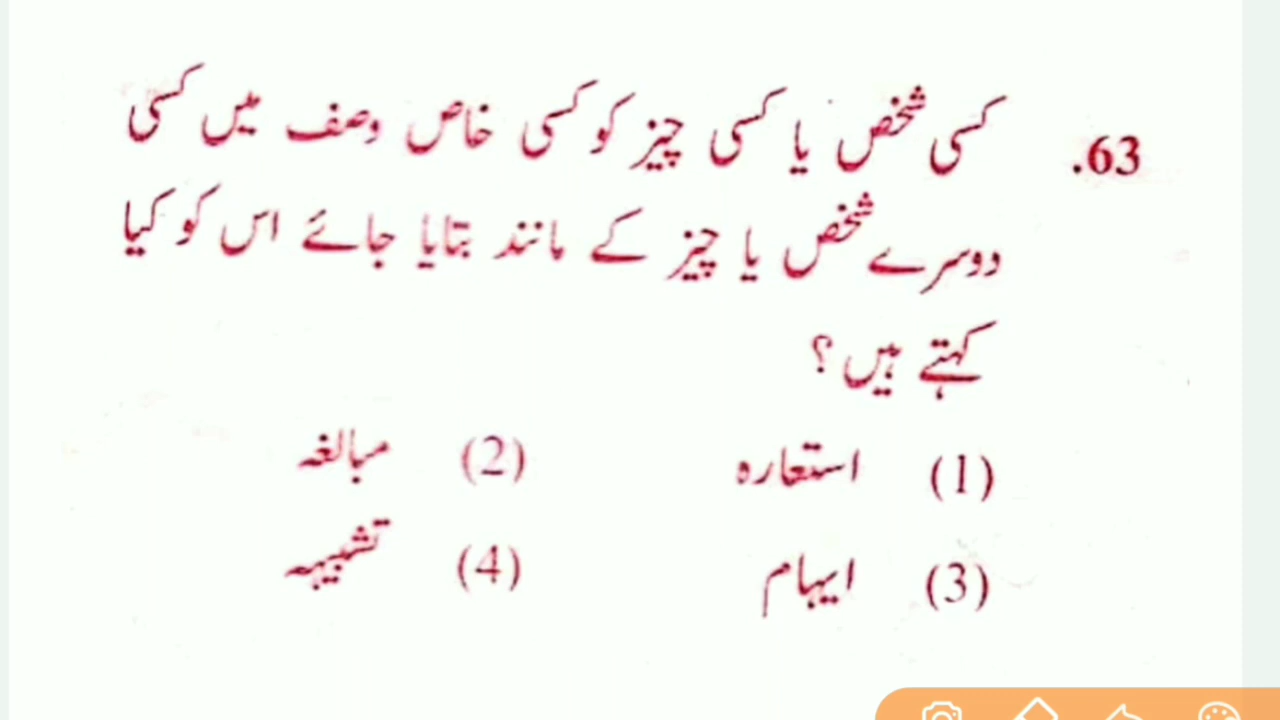 63. کسی شخص یا کسی چیز کو کسی خاص وصف میں کسی
دوسرے شخص یا چیز کے مانند بتایا جائے اس کو کیا
کہتے ہیں؟
(1) استعارہ (2) مبالغہ
(3) ایہام (4) تشبیہہ